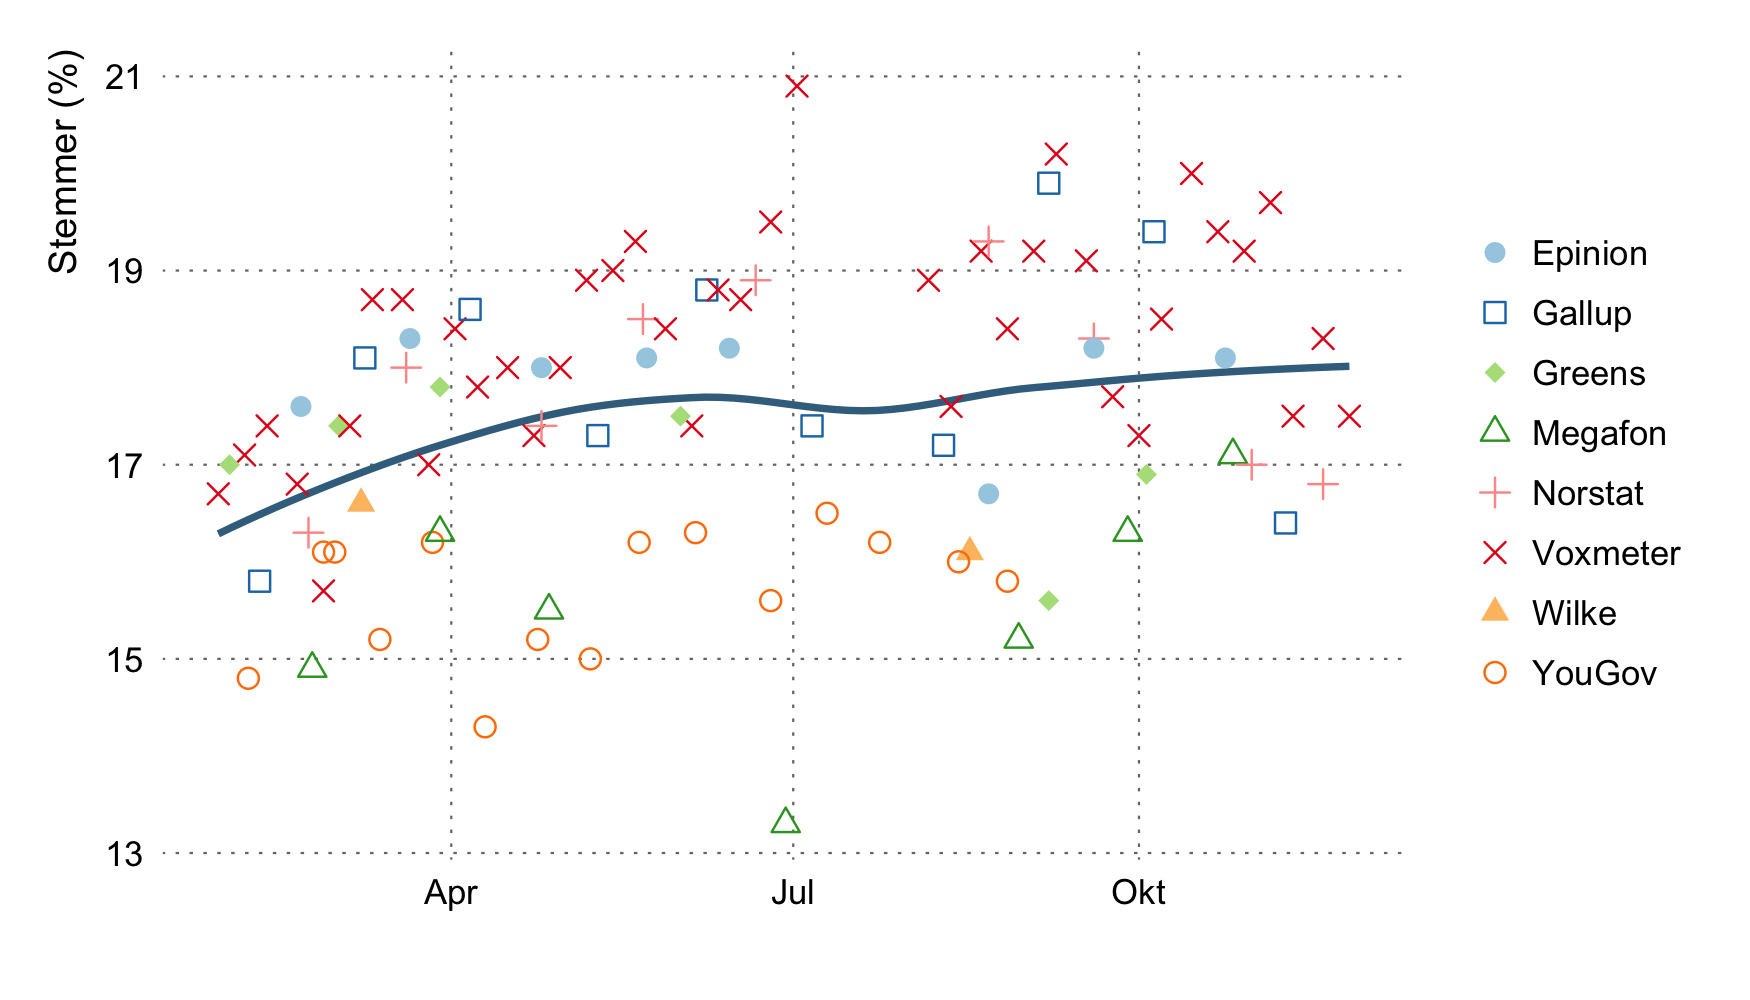 Stemmer (%)
21
19
17
15
13
Apr Jul Okt
Epinion
Gallup
Greens
Megafon
Norstat
Voxmeter
Wilke
YouGov